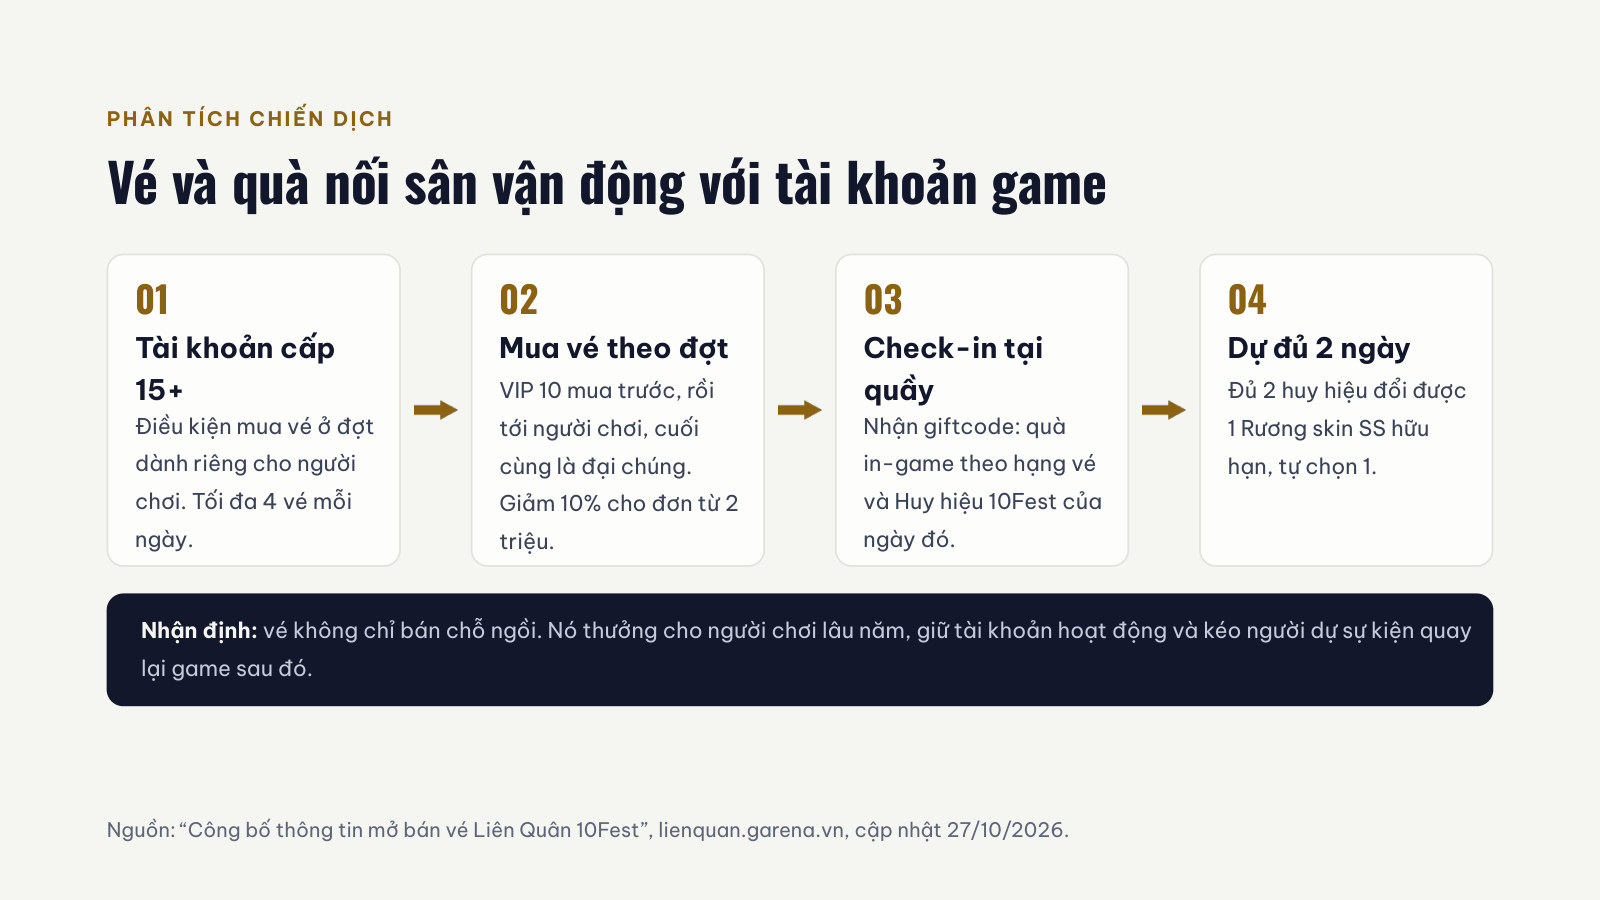 PHÂN TÍCH CHIẾN DỊCH
Vé và quà nối sân vận động với tài khoản game
01
Tài khoản cấp
15+
Điều kiện mua vé ở đợt
dành riêng cho người
chơi. Tối đa 4 vé mỗi
ngày.
02
Mua vé theo đợt
VIP 10 mua trước, rồi
tới người chơi, cuối
cùng là đại chúng.
Giảm 10% cho đơn từ 2
triệu.
03
Check-in tại
quầy
Nhận giftcode: quà
in-game theo hạng vé
và Huy hiệu 10Fest của
ngày đó.
04
Dự đủ 2 ngày
Đủ 2 huy hiệu đổi được
1 Rương skin SS hữu
hạn, tự chọn 1.
Nhận định: vé không chỉ bán chỗ ngồi. Nó thưởng cho người chơi lâu năm, giữ tài khoản hoạt động và kéo người dự sự kiện quay
lại game sau đó.
Nguồn: “Công bố thông tin mở bán vé Liên Quân 10Fest”, lienquan.garena.vn, cập nhật 27/10/2026.